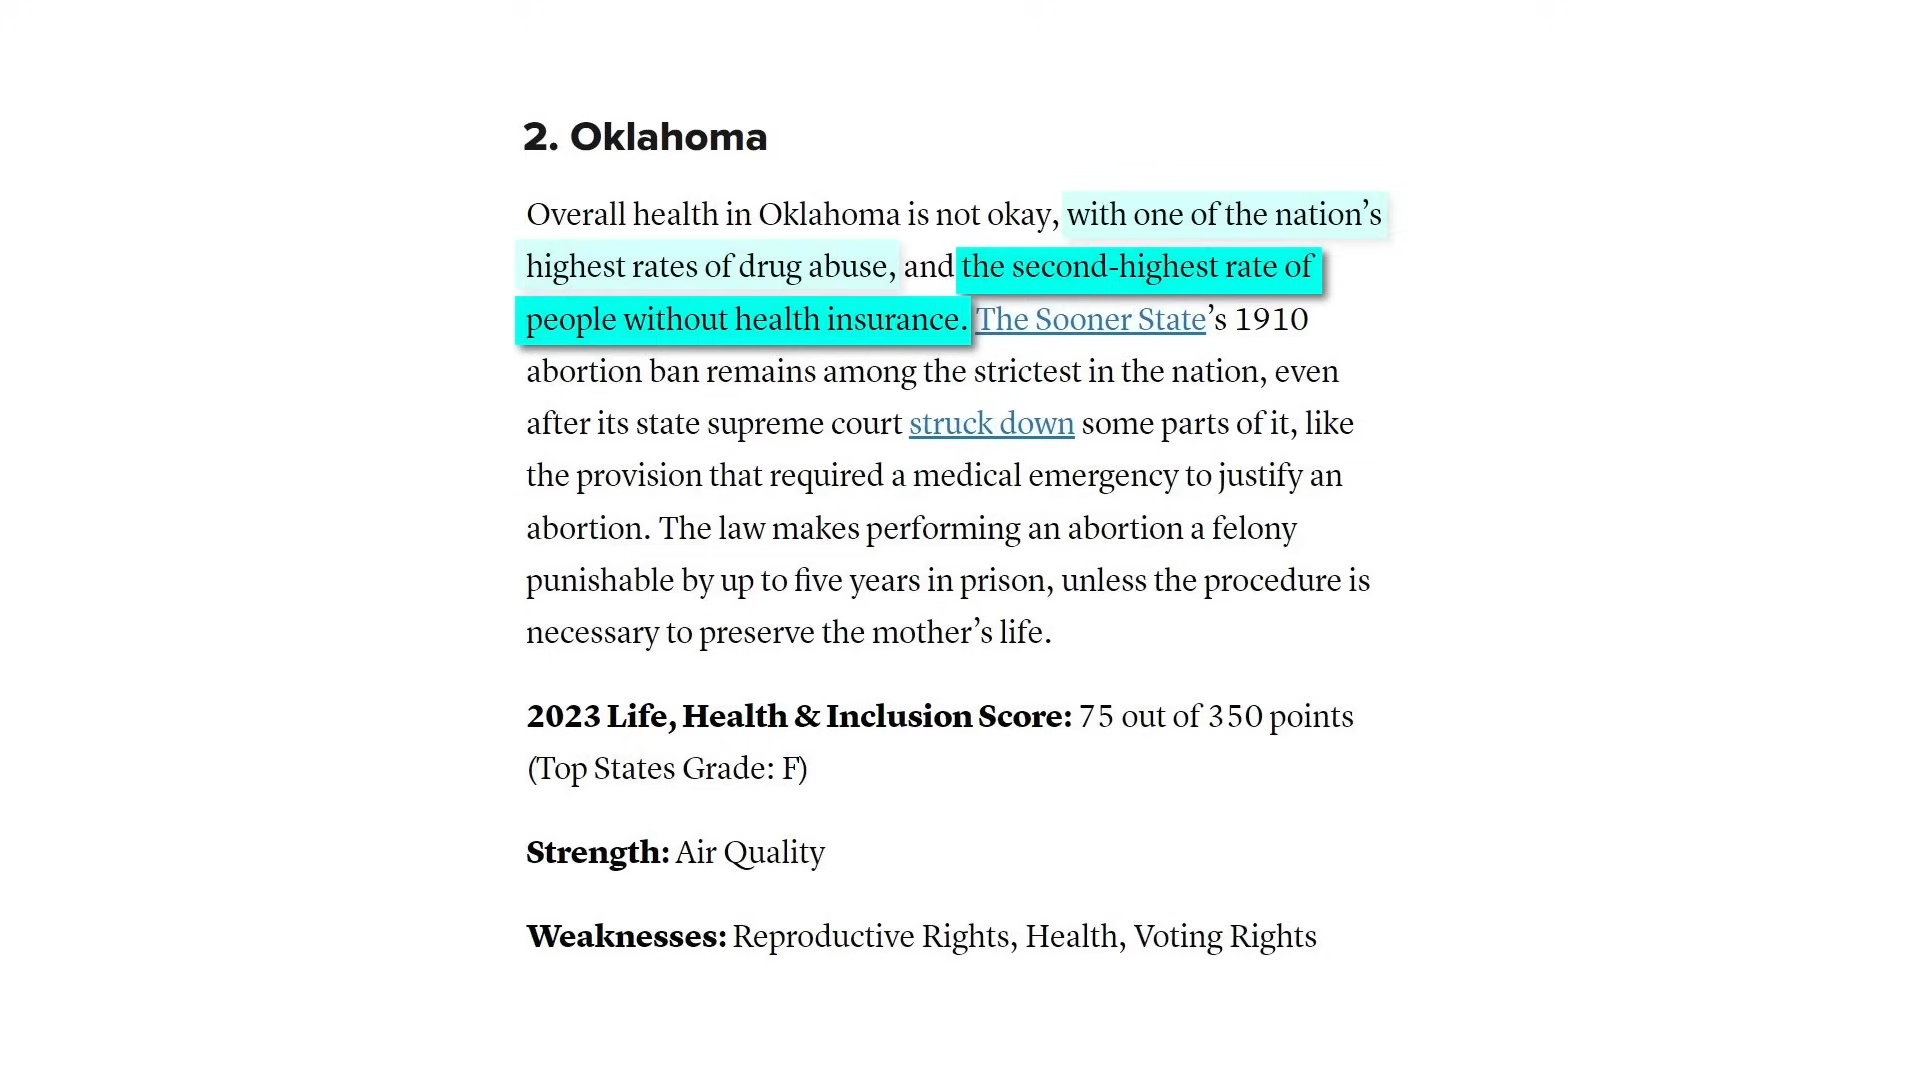 2. Oklahoma
Overall health in Oklahoma is not okay, with one of the nation’s
highest rates of drug abuse, and the second-highest rate of
people without health insurance. The Sooner State’s 1910
abortion ban remains among the strictest in the nation, even
after its state supreme court struck down some parts of it, like
the provision that required a medical emergency to justify an
abortion. The law makes performing an abortion a felony
punishable by up to five years in prison, unless the procedure is
necessary to preserve the mother’s life.
2023 Life, Health & Inclusion Score: 75 out of 350 points
(Top States Grade: F)
Strength: Air Quality
Weaknesses: Reproductive Rights, Health, Voting Rights